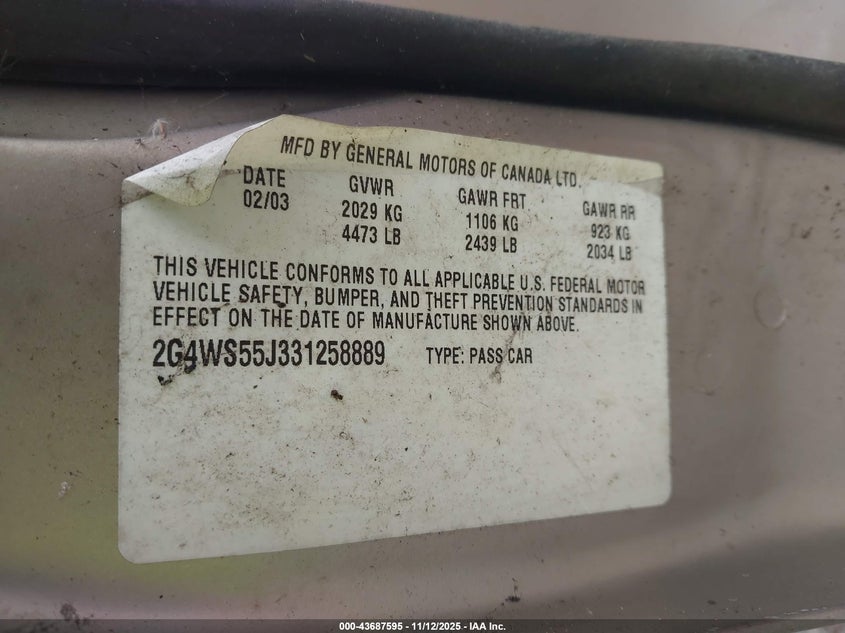 MFD BY GENERAL MOTORS OF CANADA LTD.
DATE GVWR GAWR FRT GAWR RR
02/03 2029 KG 1106 KG 923 KG
4473 LB 2439 LB 2034 LB
THIS VEHICLE CONFORMS TO ALL APPLICABLE U.S. FEDERAL MOTOR
VEHICLE SAFETY, BUMPER, AND THEFT PREVENTION STANDARDS IN
EFFECT ON THE DATE OF MANUFACTURE SHOWN ABOVE.
2G4WS55J331258889 TYPE: PASS CAR
000-43687595 - 11/12/2025 - IAA Inc.